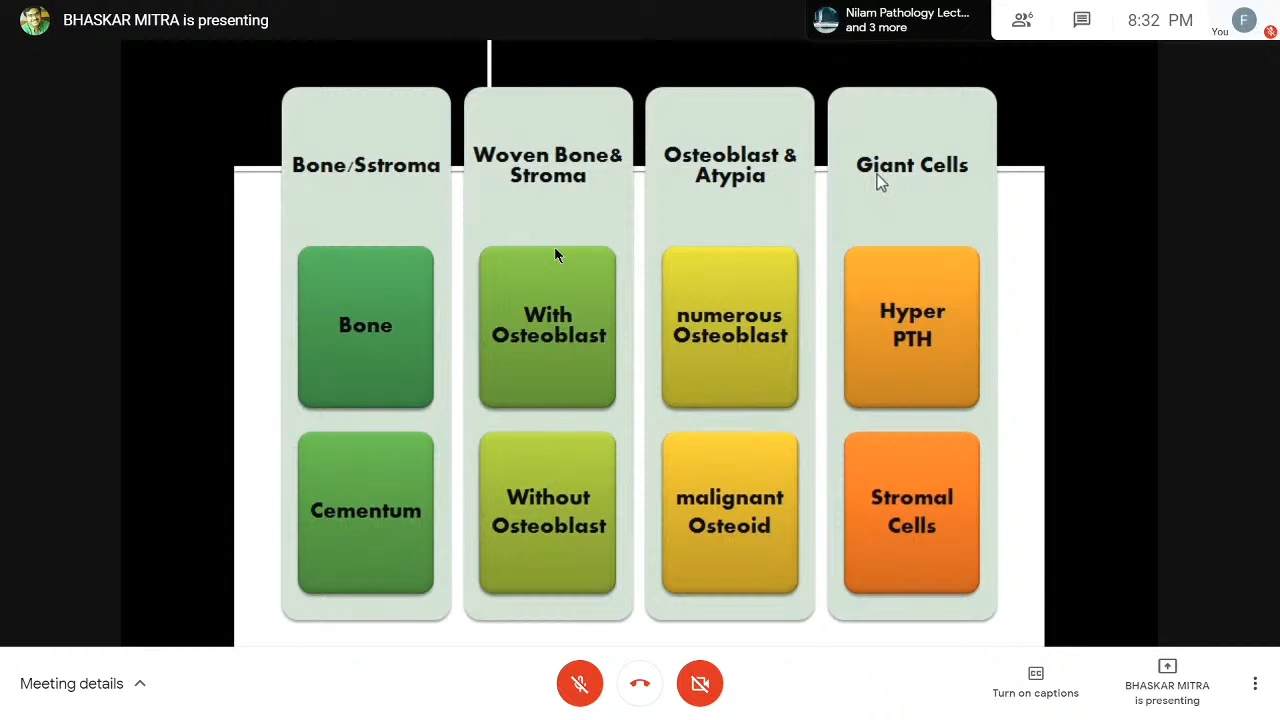 BHASKAR MITRA is presenting
Nilam Pathology Lect...
and 3 more
6
8:32 PM
You
F
Bone/Sstroma
Woven Bone&
Stroma
Osteoblast &
Atypia
Giant Cells
Bone
With
Osteoblast
numerous
Osteoblast
Hyper
PTH
Cementum
Without
Osteoblast
malignant
Osteoid
Stromal
Cells
Meeting details
CC
Turn on captions
BHASKAR MITRA
is presenting